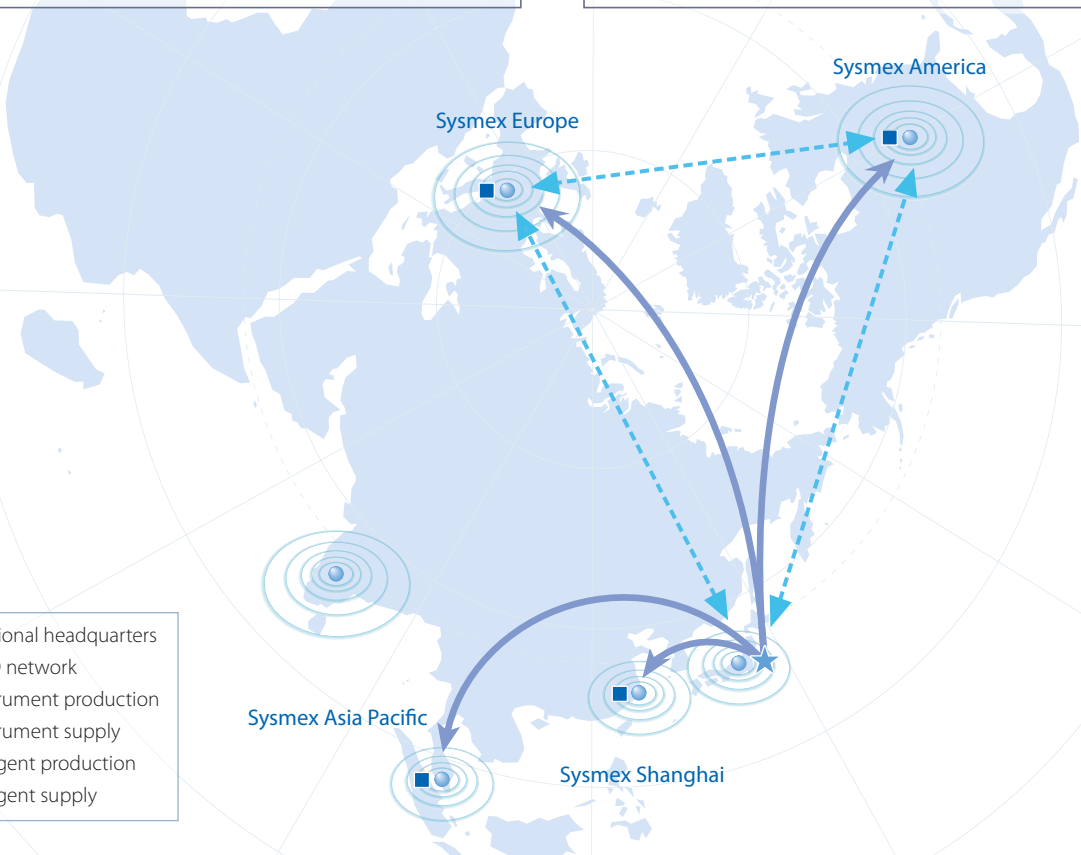 Sysmex America
Sysmex Europe
ional headquarters
network
rument production
rument supply
gent production
gent supply
Sysmex Asia Pacific
Sysmex Shanghai